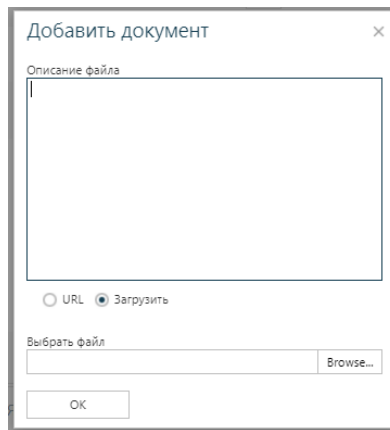 Добавить документ
Описание файла
URL Загрузить
Выбрать файл
Browse...
OK